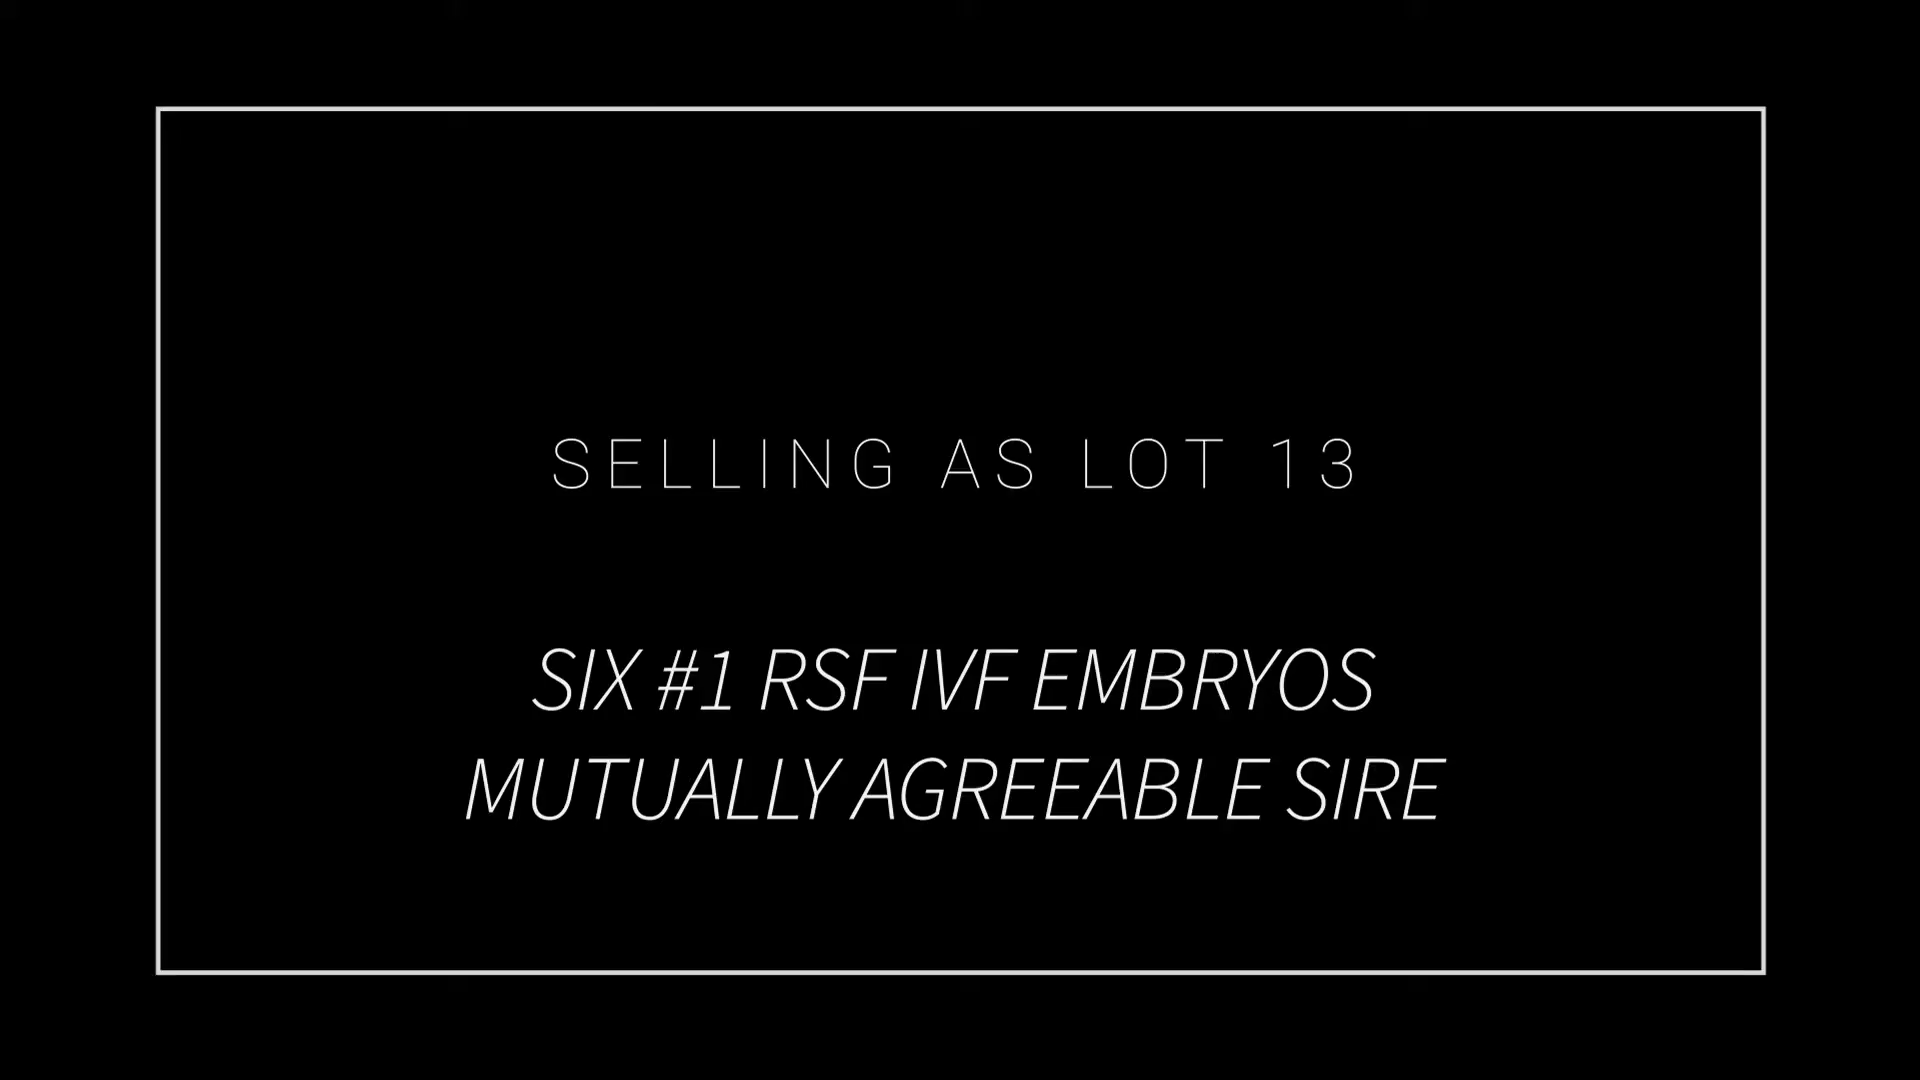 SELLING AS LOT 13
SIX #1 RSF IVF EMBRYOS
MUTUALLY AGREEABLE SIRE